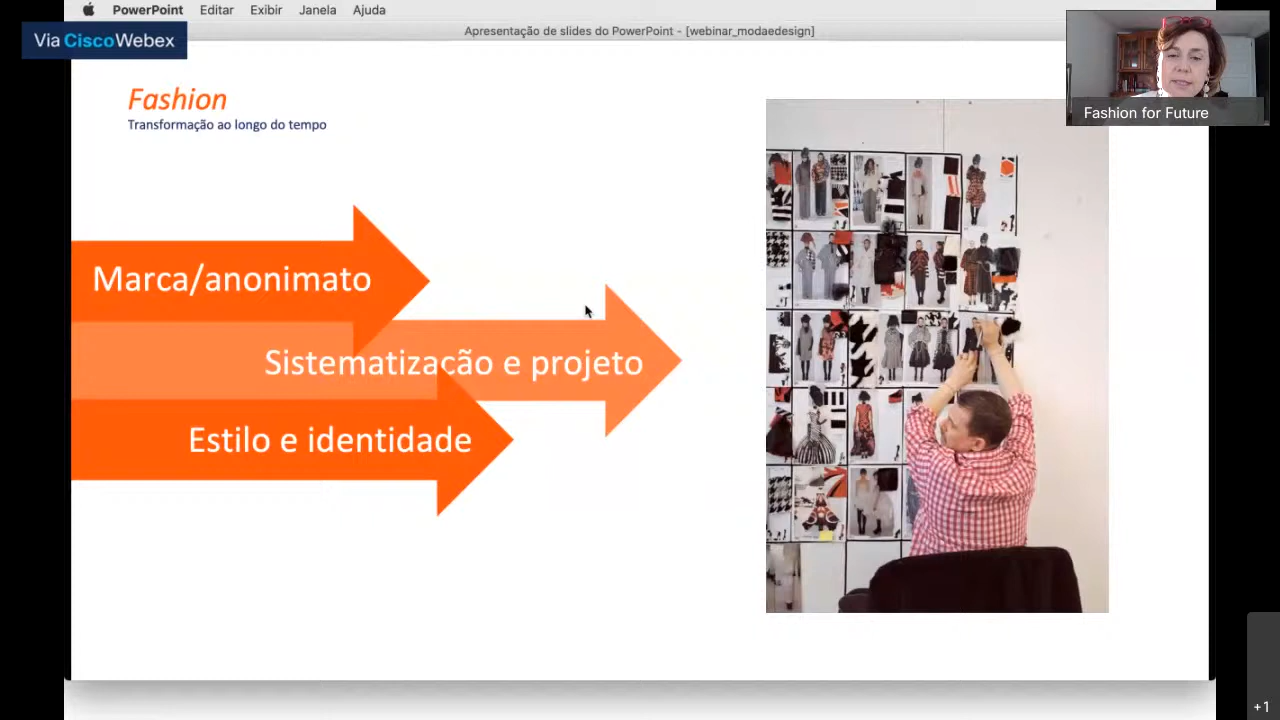 PowerPoint Editar Exibir Janela Ajuda
Apresentação de slides do PowerPoint - [webinar_modaedesign]
Via CiscoWebex
Fashion for Future
Fashion
Transformação ao longo do tempo
Marca/anonimato
Sistematização e projeto
Estilo e identidade
+1